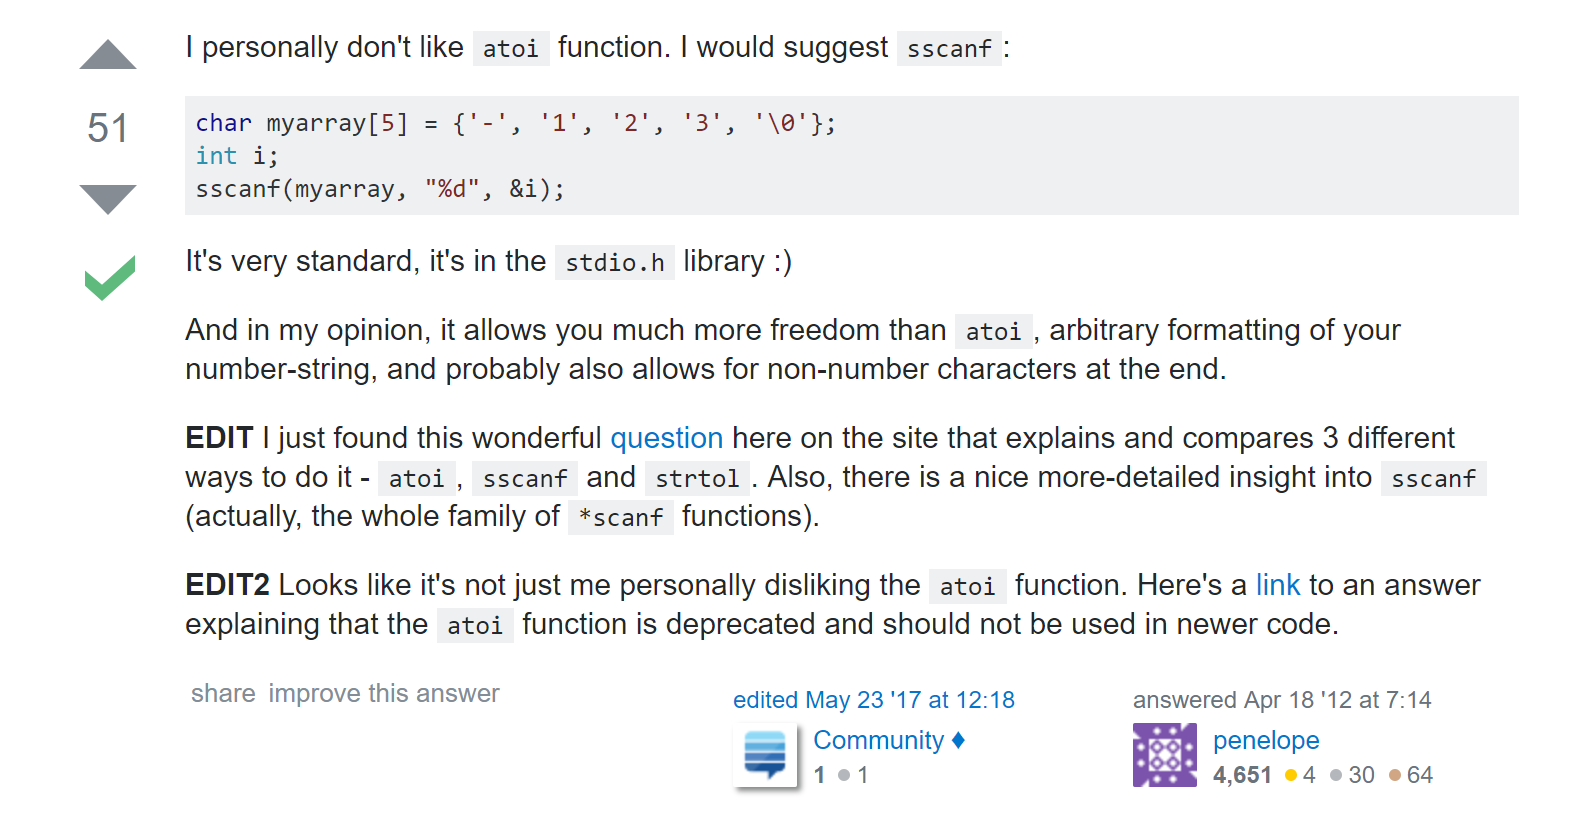 I personally don't like atoi function. I would suggest sscanf:
51
char myarray[5] = {'-', '1', '2', '3', '\0'};
int i;
sscanf(myarray, "%d", &i);
It's very standard, it's in the stdio.h library :)
And in my opinion, it allows you much more freedom than atoi, arbitrary formatting of your
number-string, and probably also allows for non-number characters at the end.
EDIT I just found this wonderful question here on the site that explains and compares 3 different
ways to do it - atoi, sscanf and strtol. Also, there is a nice more-detailed insight into sscanf
(actually, the whole family of *scanf functions).
EDIT2 Looks like it's not just me personally disliking the atoi function. Here's a link to an answer
explaining that the atoi function is deprecated and should not be used in newer code.
share improve this answer
edited May 23 '17 at 12:18
Community ♦
1 ● 1
answered Apr 18 '12 at 7:14
penelope
4,651 ● 4 ● 30 ● 64